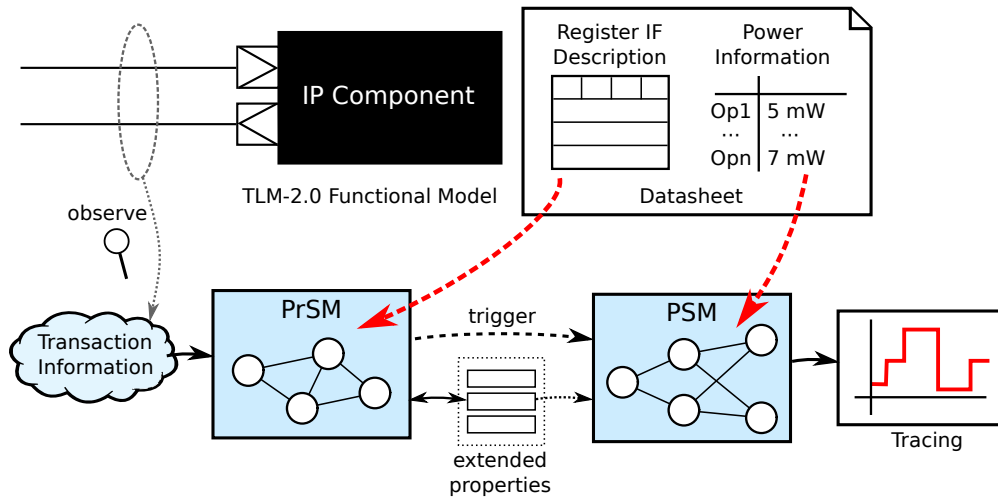 Register IF
Description
Power
Information
IP Component
Op1
5 mW
...
...
Opn
7 mW
TLM-2.0 Functional Model
Datasheet
observe
PrSM
trigger
PSM
Transaction
Information
extended
properties
Tracing